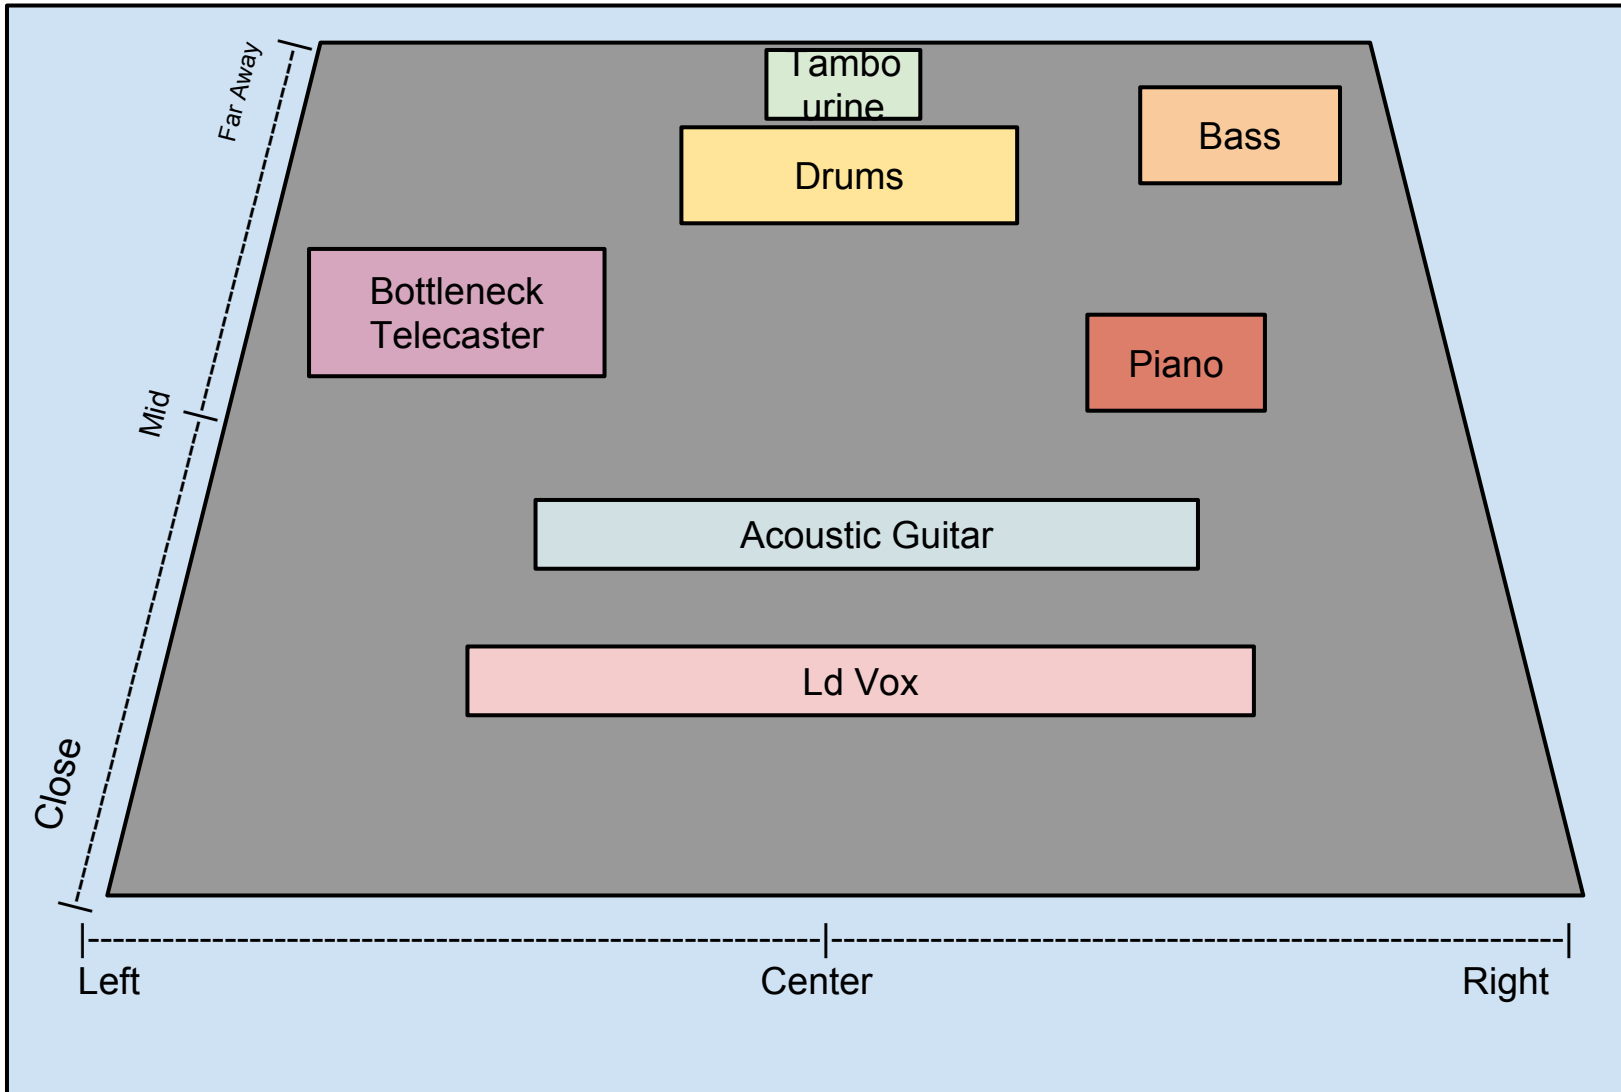 Far Away
Tambo
urine
Bass
Drums
Bottleneck
Telecaster
Piano
Mid
Acoustic Guitar
Ld Vox
Close
Left
Center
Right